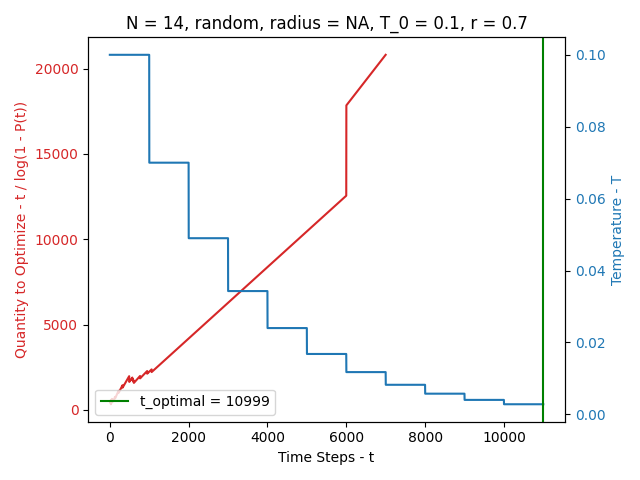 N = 14, random, radius = NA, T_0 = 0.1, r = 0.7
Quantity to Optimize - t / log(1 - P(t))
20000
15000
10000
5000
0
0.10
0.08
0.06
0.04
0.02
0.00
Temperature - T
t_optimal = 10999
0 2000 4000 6000 8000 10000
Time Steps - t